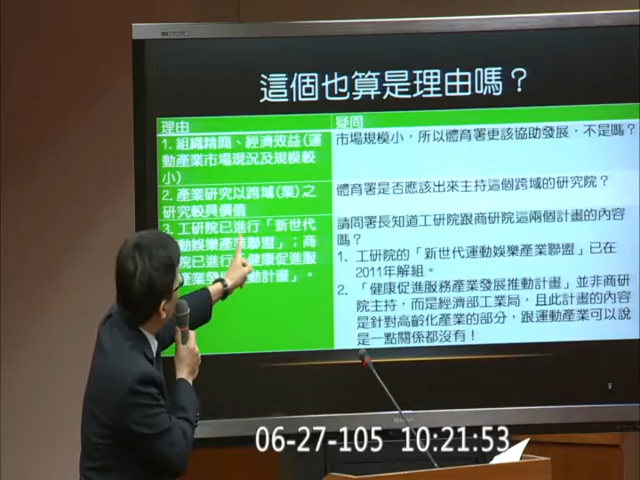 這個也算是理由嗎？
理由
疑問
1. 組織精簡、經濟效益(運
動產業市場現況及規模較
小)
市場規模小，所以體育署更該協助發展，不是嗎？
2. 產業研究以跨域(業)之
研究較具價值
體育署是否應該出來主持這個跨域的研究院？
3. 工研院已進行「新世代
動娛樂產業聯盟」；商
院已進行健康促進服
產業發
動計畫」。
請問署長知道工研院跟商研院這兩個計畫的內容
嗎？
1. 工研院的「新世代運動娛樂產業聯盟」已在
2011年解組。
2. 「健康促進服務產業發展推動計畫」並非商研
院主持，而是經濟部工業局，且此計畫的內容
是針對高齡化產業的部分，跟運動產業可以說
是一點關係都沒有！
9
06-27-105 10:21:53